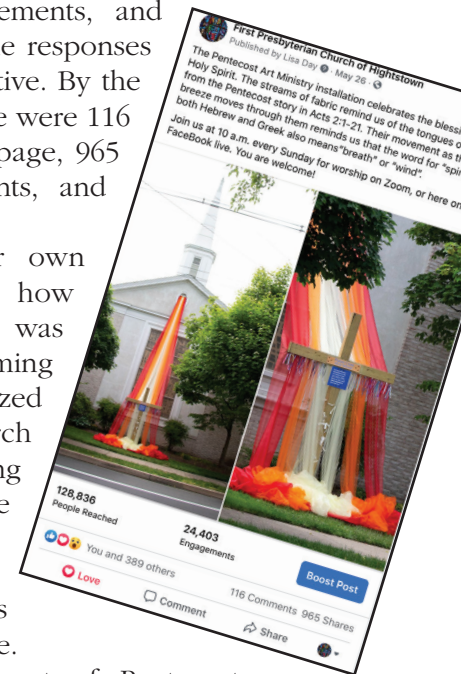 ements, and
e responses
tive. By the
e were 116
page, 965
nts, and
r own
how
was
ming
zed
rch
ng
e
s
e.
First Presbyterian Church of Hightstown
Published by Lisa Day · May 26 ·
The Pentecost Art Ministry installation celebrates the blessi
Holy Spirit. The streams of fabric remind us of the tongues o
from the Pentecost story in Acts 2:1-21. Their movement as th
breeze moves through them reminds us that the word for "spir
both Hebrew and Greek also means"breath" or "wind".
Join us at 10 a.m. every Sunday for worship on Zoom, or here on
FaceBook live. You are welcome!
128,836
People Reached
24,403
Engagements
Boost Post
You and 389 others
116 Comments 965 Shares
Love
Comment
Share